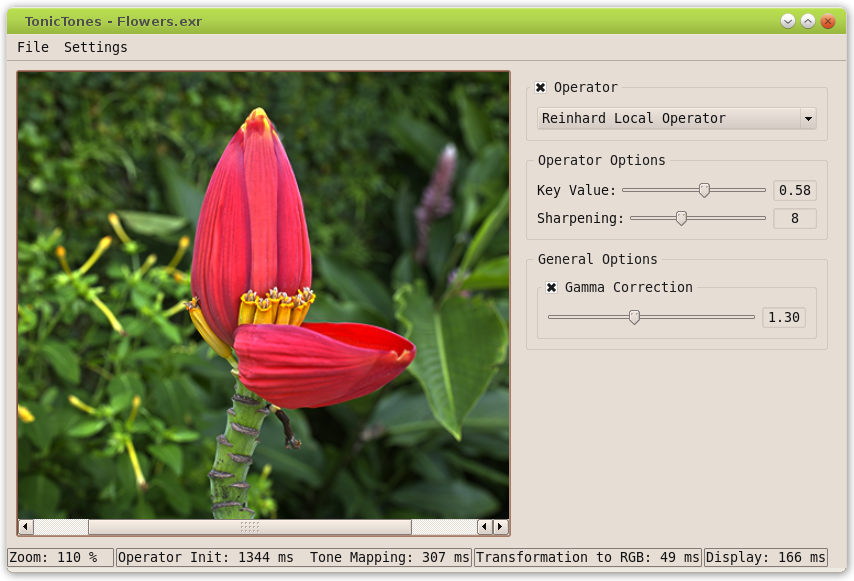 TonicTones - Flowers.exr
File Settings
Operator
Reinhard Local Operator
Operator Options
Key Value: 0.58
Sharpening: 8
General Options
Gamma Correction
1.30
Zoom: 110 % Operator Init: 1344 ms Tone Mapping: 307 ms Transformation to RGB: 49 ms Display: 166 ms